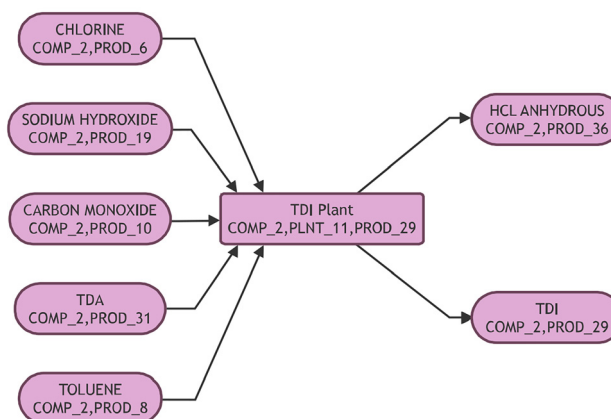 CHLORINE
COMP_2,PROD_6
SODIUM HYDROXIDE
COMP_2,PROD_19
CARBON MONOXIDE
COMP_2,PROD_10
TDA
COMP_2,PROD_31
TOLUENE
COMP_2,PROD_8
TDI Plant
COMP_2,PLNT_11,PROD_29
HCL ANHYDROUS
COMP_2,PROD_36
TDI
COMP_2,PROD_29